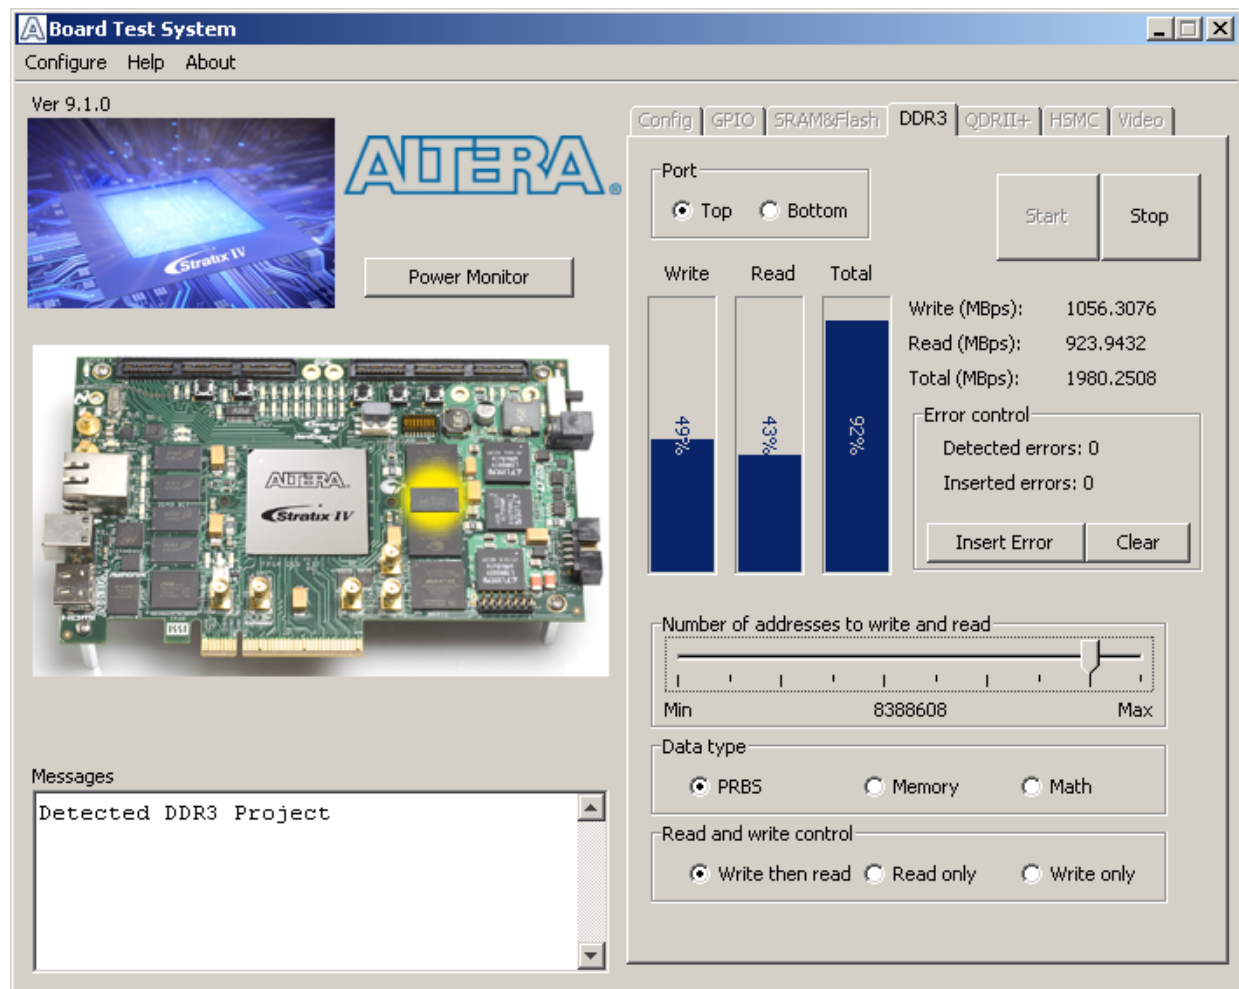 Board Test System
Configure Help About
Ver 9.1.0
Stratix IV
ALTERA®
Power Monitor
ALTERA
Stratix IV
Messages
Detected DDR3 Project
Config GPIO SRAM&Flash DDR3 QDRII+ HSMC Video
Port
Top Bottom
Start Stop
Write Read Total
49% 43% 92%
Write (MBps): 1056.3076
Read (MBps): 923.9432
Total (MBps): 1980.2508
Error control
Detected errors: 0
Inserted errors: 0
Insert Error Clear
Number of addresses to write and read
Min 8388608 Max
Data type
PRBS Memory Math
Read and write control
Write then read Read only Write only